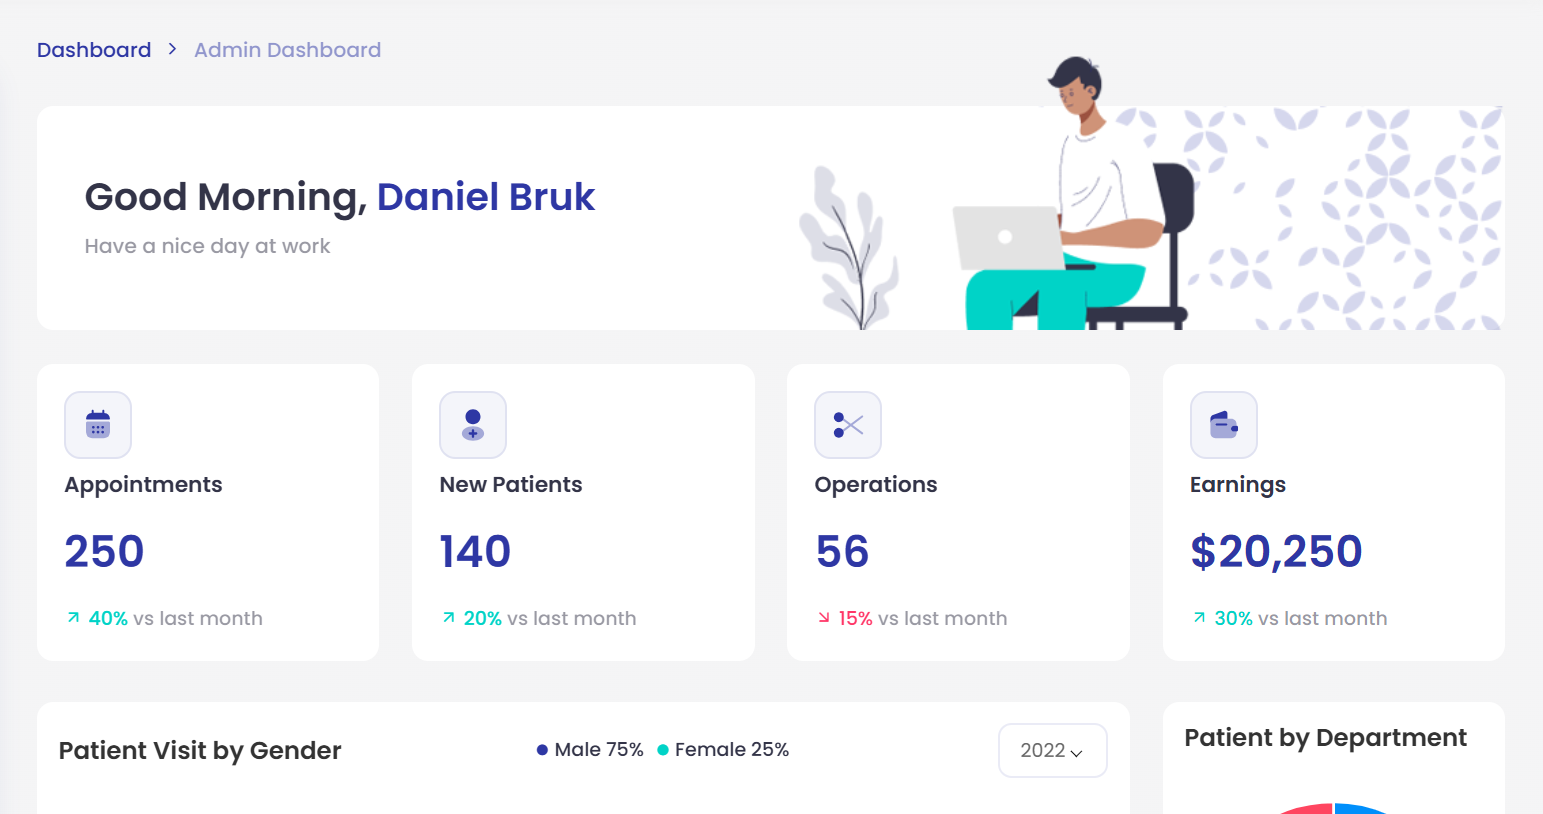 Dashboard > Admin Dashboard
Good Morning, Daniel Bruk
Have a nice day at work
Appointments
250
40% vs last month
New Patients
140
20% vs last month
Operations
56
15% vs last month
Earnings
$20,250
30% vs last month
Patient Visit by Gender
Male 75% Female 25%
2022
Patient by Department